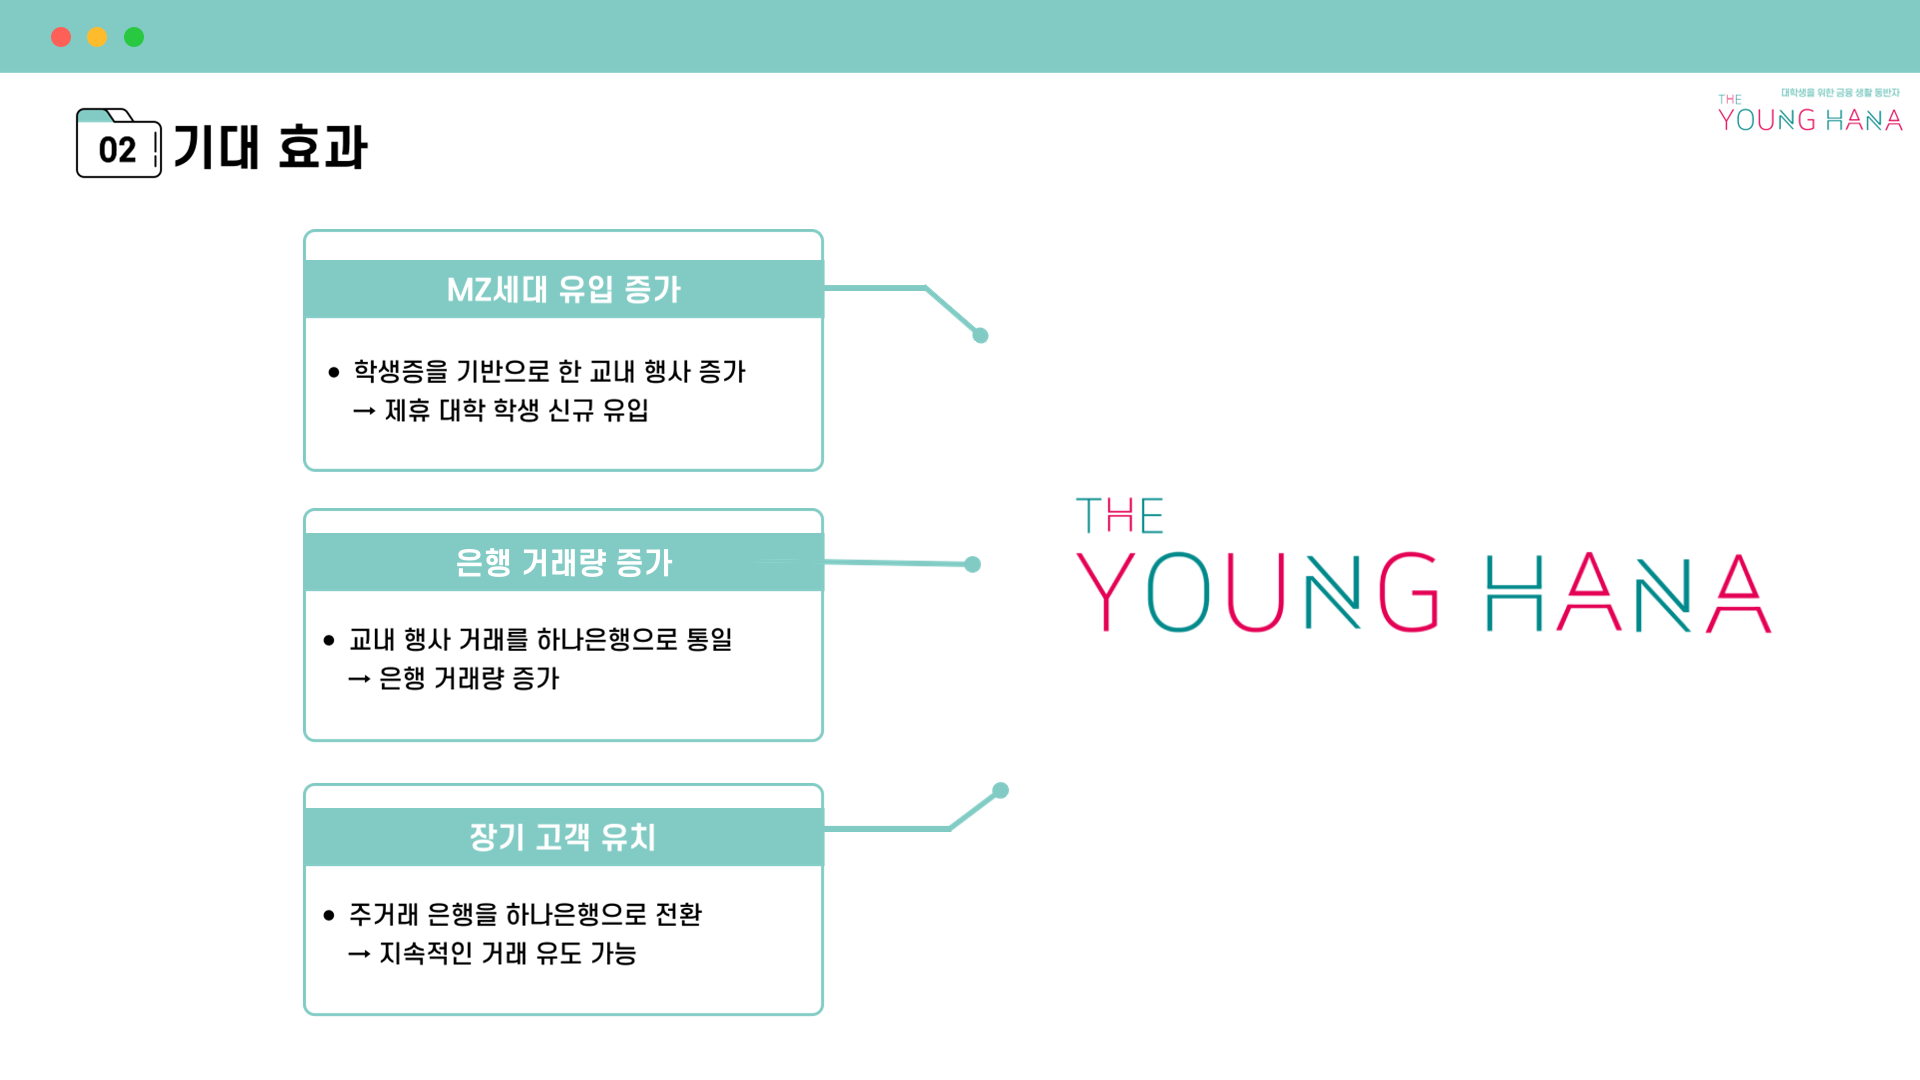 02 기대 효과
대학생을 위한 금융 생활 동반자
THE
YOUNG HANA
MZ세대 유입 증가
• 학생증을 기반으로 한 교내 행사 증가
→ 제휴 대학 학생 신규 유입
은행 거래량 증가
• 교내 행사 거래를 하나은행으로 통일
→ 은행 거래량 증가
장기 고객 유치
• 주거래 은행을 하나은행으로 전환
→ 지속적인 거래 유도 가능
THE
YOUNG HANA